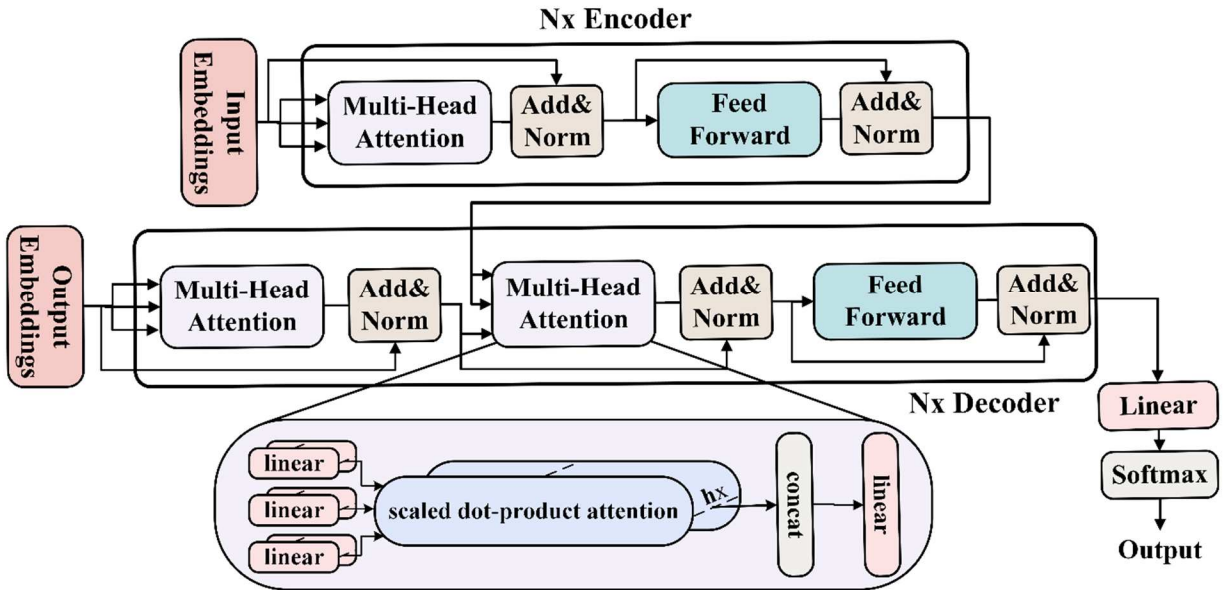 Nx Encoder
Input
Embeddings
Multi-Head
Attention
Add&
Norm
Feed
Forward
Add&
Norm
Output
Embeddings
Multi-Head
Attention
Add&
Norm
Multi-Head
Attention
Add&
Norm
Feed
Forward
Add&
Norm
Nx Decoder
Linear
Softmax
Output
linear
linear
linear
scaled dot-product attention
hx
concat
linear